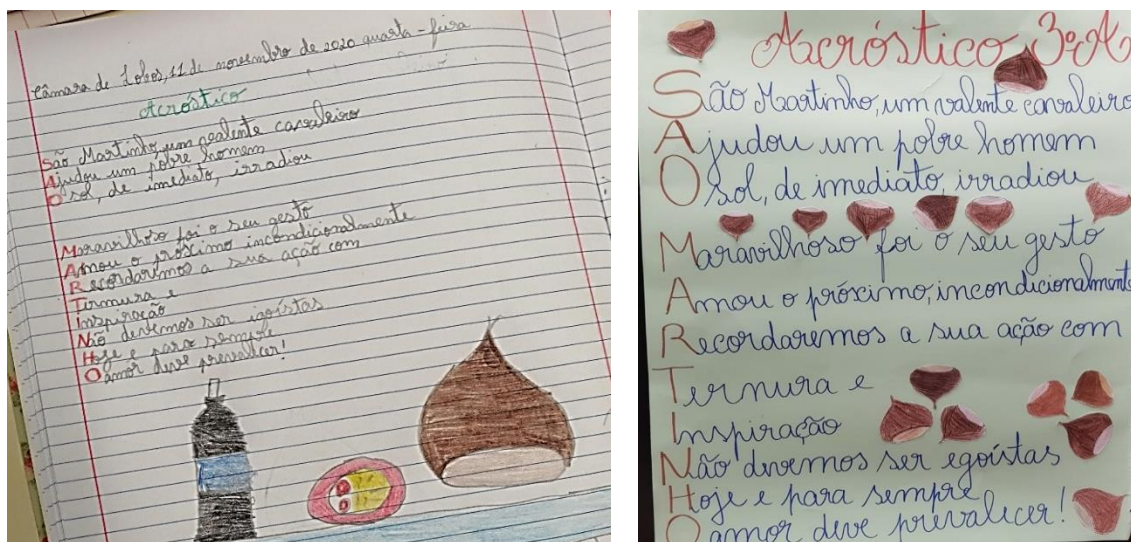 Câmara de Lobos, 11 de novembro de 2020 quarta-feira
Acróstico
São Martinho, um valente cavaleiro
Ajudou um pobre homem
O sol, de imediato, irradiou
Maravilhoso foi o seu gesto
Amou o próximo incondicionalmente
Recordaremos a sua ação com
Ternura e
Inspiração
Não devemos ser igoístas
Hoje e para sempre
O amor deve prevalicer!
Acróstico 3ºA
São Martinho, um valente cavaleiro
Ajudou um pobre homem
O sol, de imediato, irradiou
Maravilhoso foi o seu gesto
Amou o próximo, incondicionalmente
Recordaremos a sua ação com
Ternura e
Inspiração
Não devemos ser egoístas
Hoje e para sempre
O amor deve prevalecer!